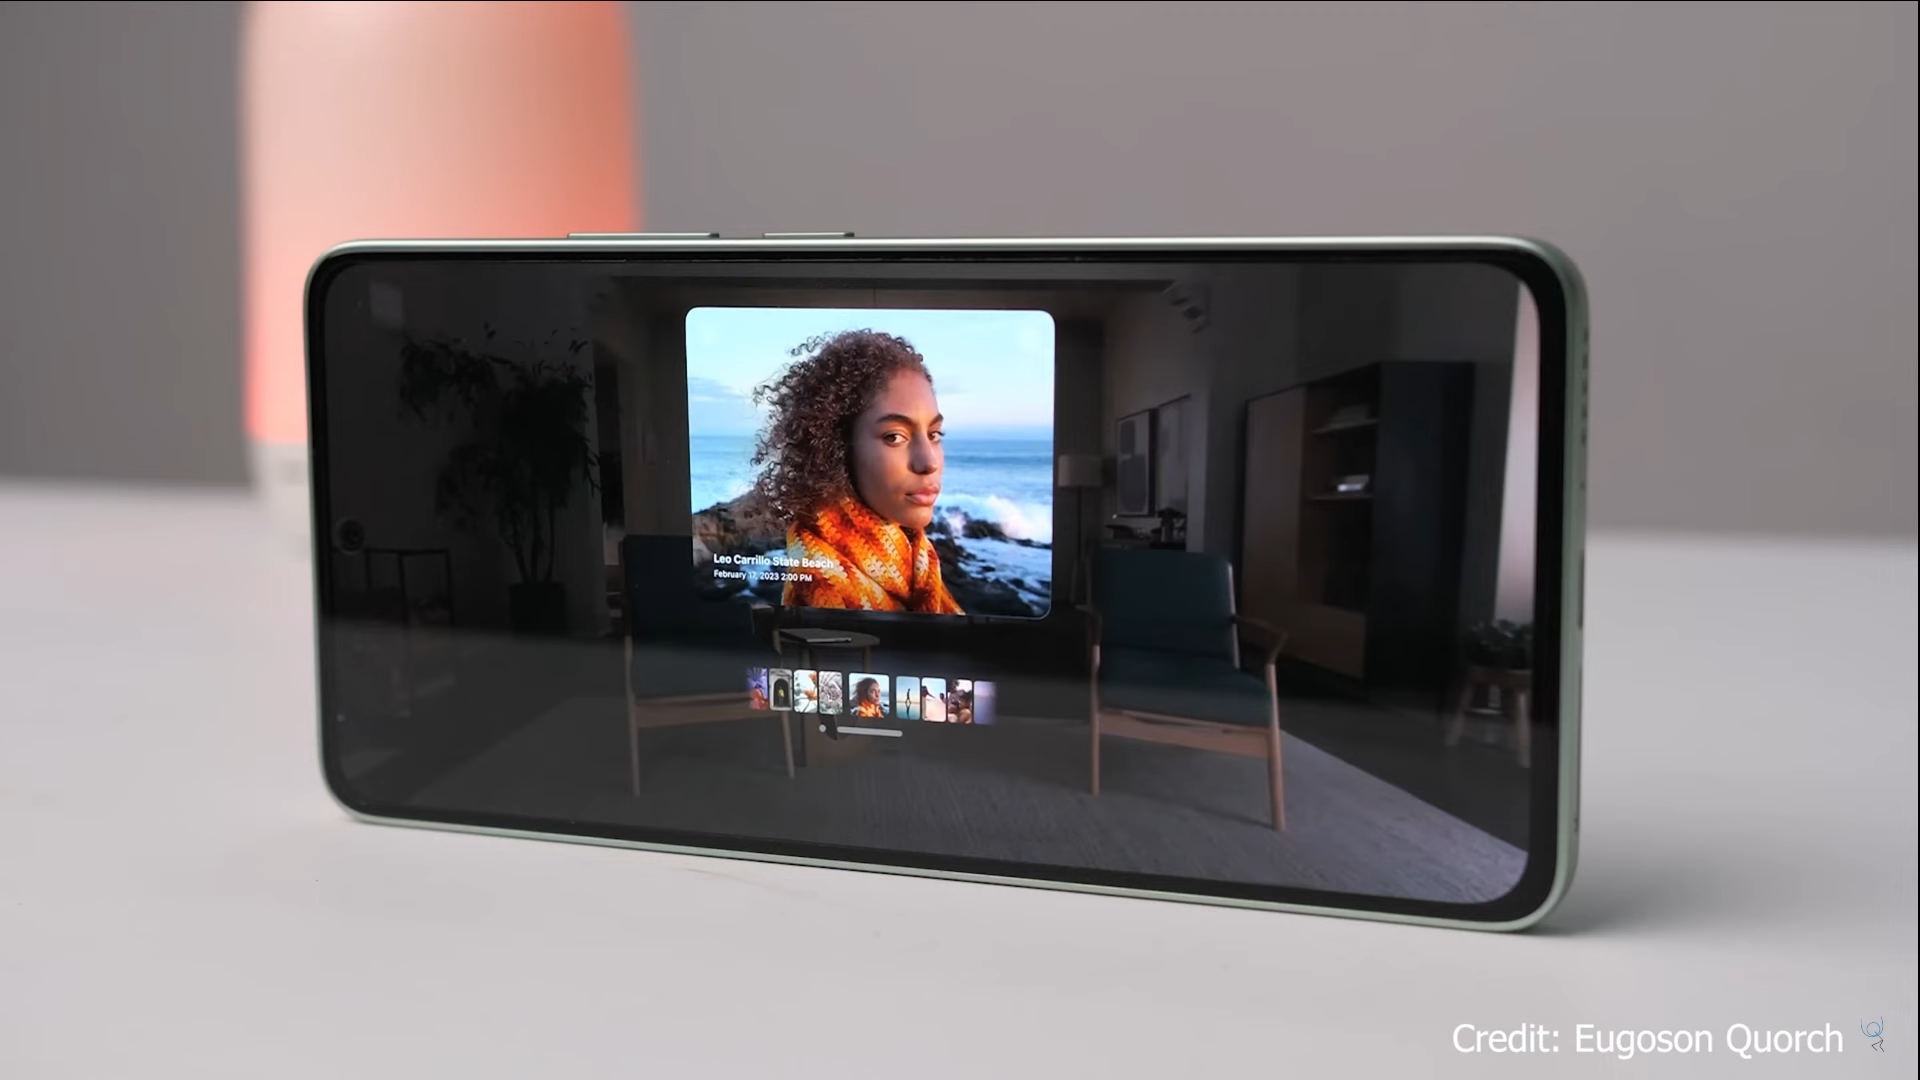 Leo Carrillo State Beach
February 17, 2023 2:00 PM
Credit: Eugoson Quorch